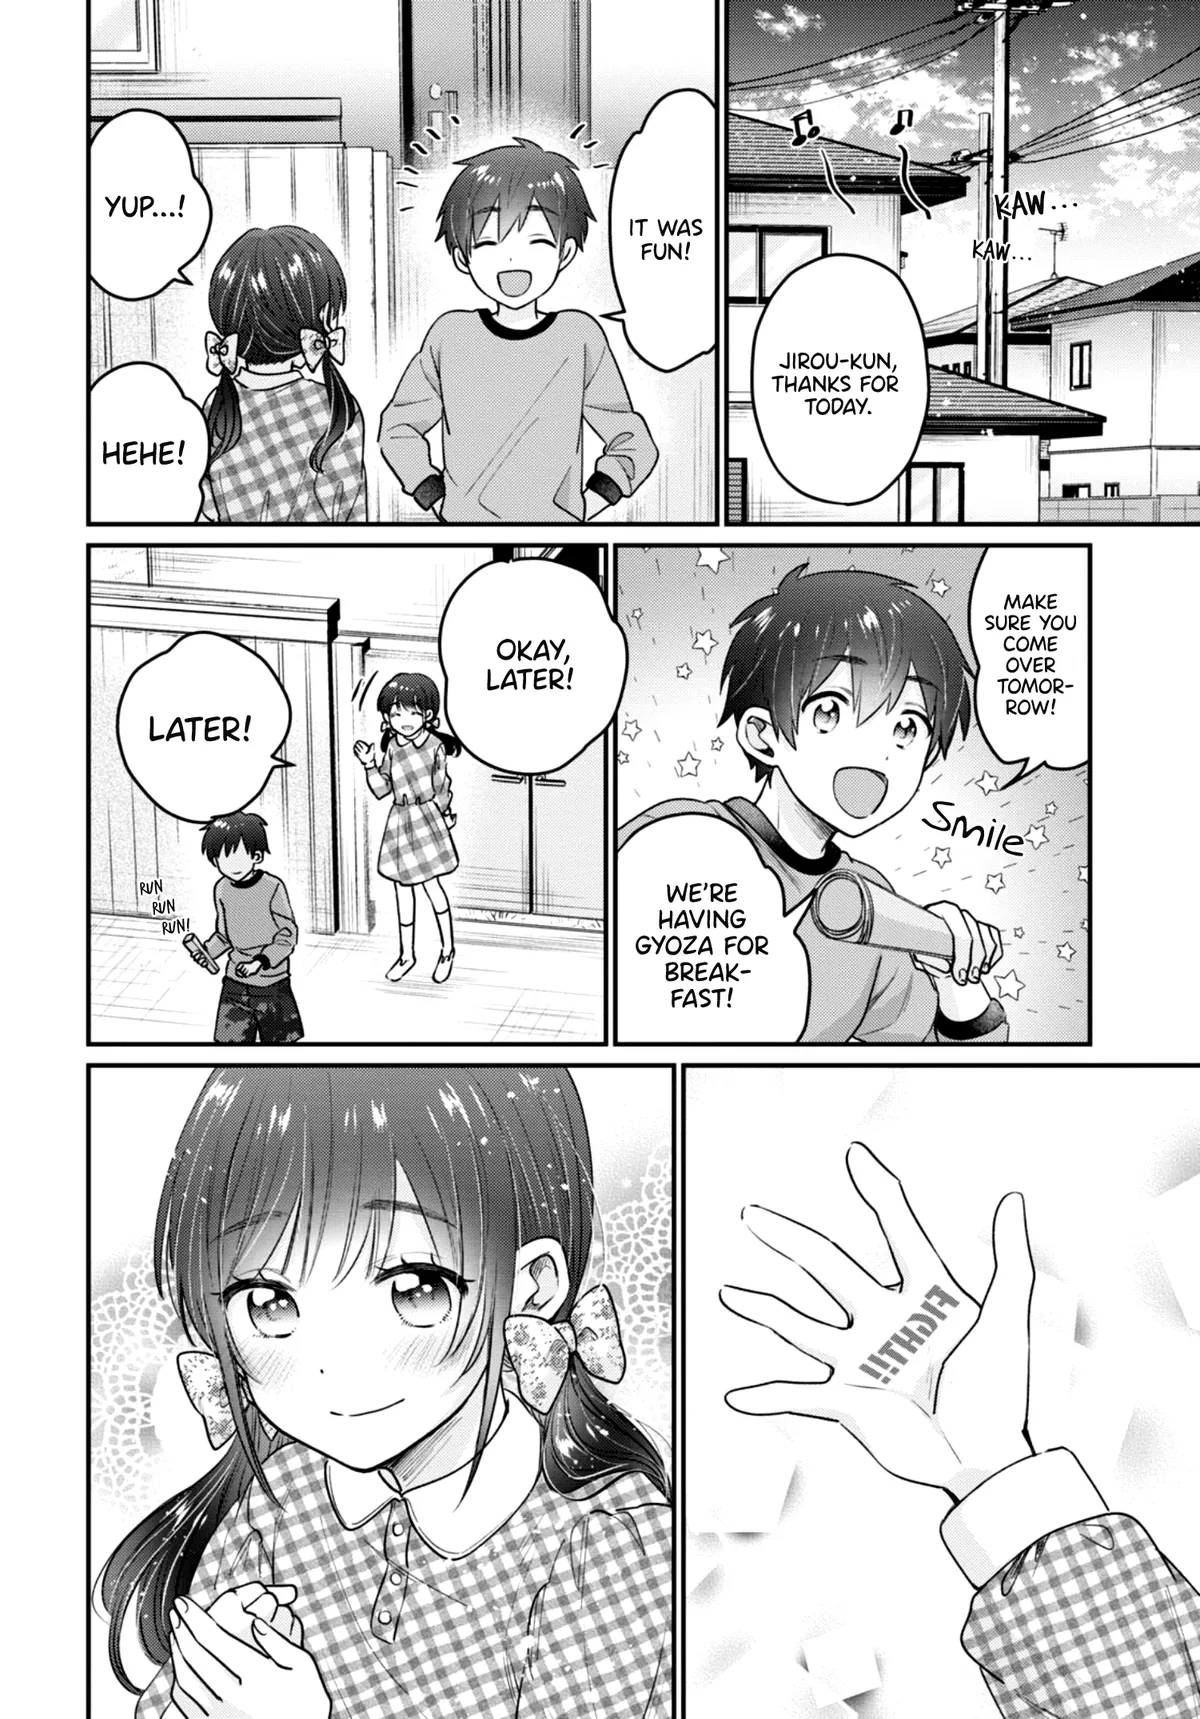 KAW...
KAW...
JIROU-KUN,
THANKS FOR
TODAY.
IT WAS
FUN!
YUP...!
HEHE!
MAKE
SURE YOU
COME
OVER
TOMOR-
ROW!
Smile
WE'RE
HAVING
GYOZA FOR
BREAK-
FAST!
OKAY,
LATER!
LATER!
RUN
RUN
RUN!
FIGHT!!